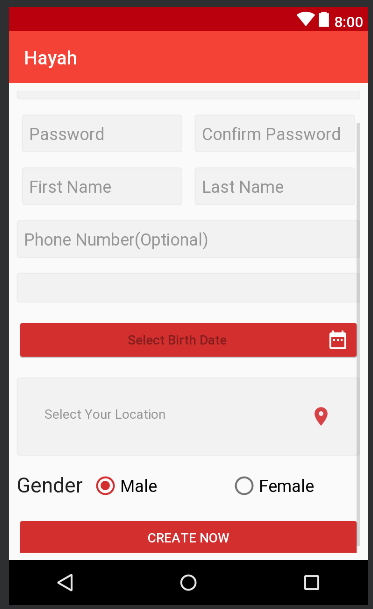 8:00
Hayah
Password
Confirm Password
First Name
Last Name
Phone Number(Optional)
Select Birth Date
Select Your Location
Gender
Male
Female
CREATE NOW